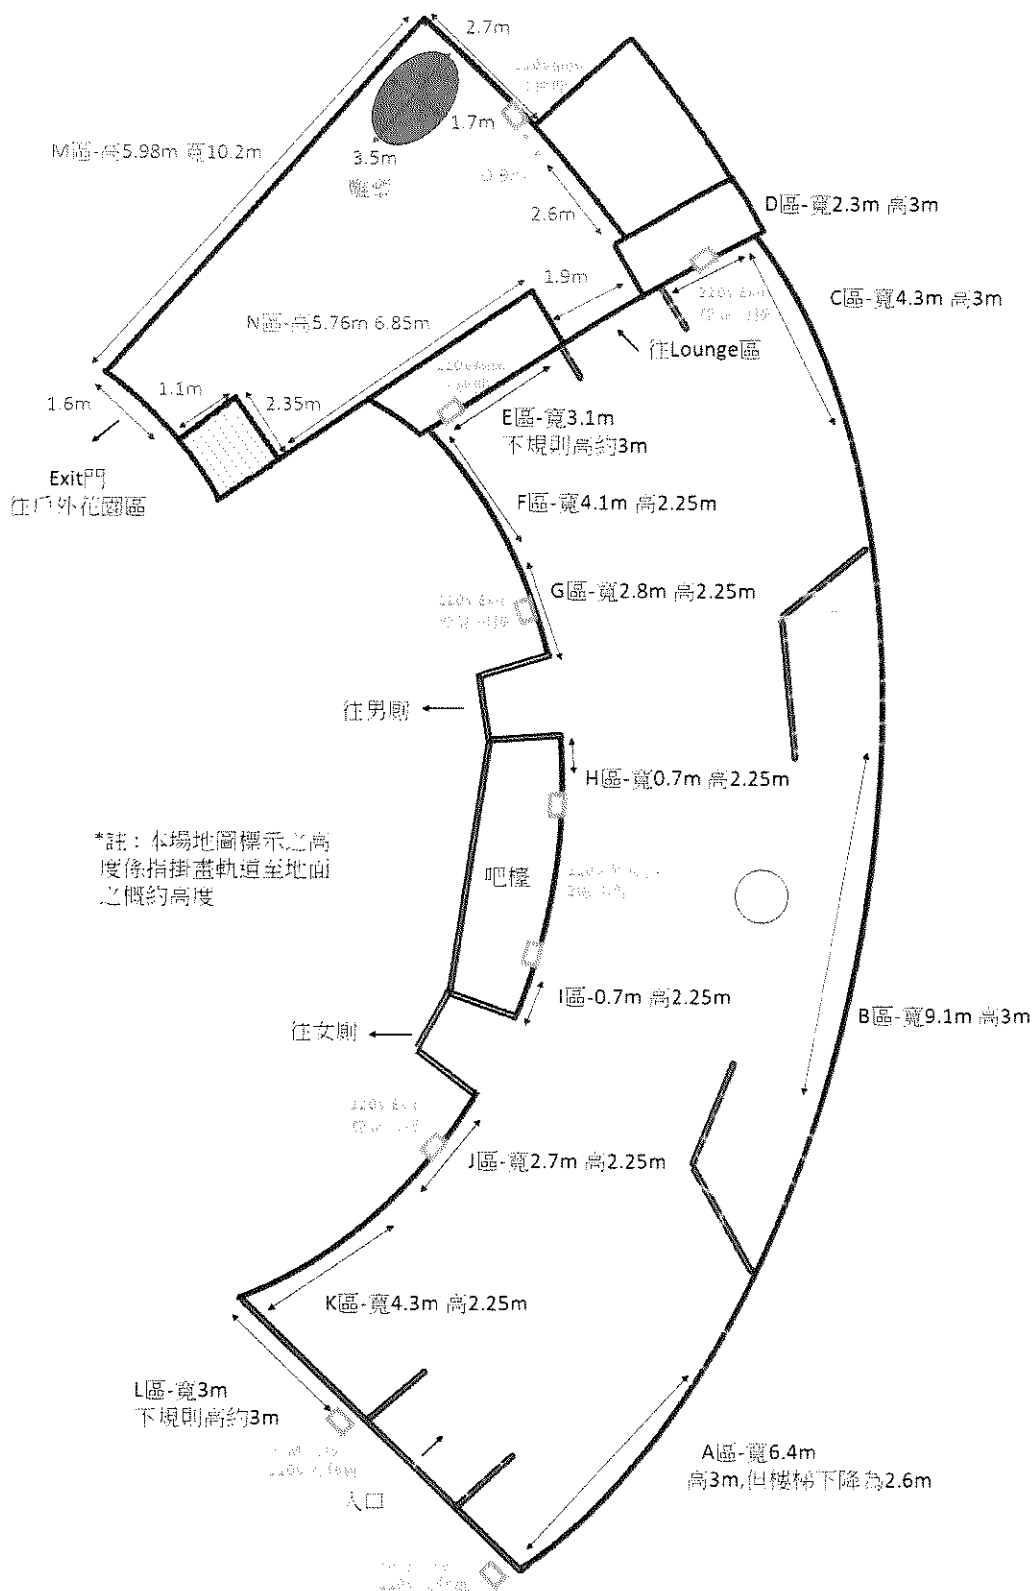 2.7m
1.7m
M區-高5.98m 寬10.2m
3.5m
2.6m
D區-寬2.3m 高3m
1.9m
C區-寬4.3m 高3m
N區-高5.76m 6.85m
往Lounge區
1.1m
1.6m
2.35m
E區-寬3.1m
不規則高約3m
Exit門
往戶外花園區
F區-寬4.1m 高2.25m
G區-寬2.8m 高2.25m
往男廁
H區-寬0.7m 高2.25m
*註：本場地圖標示之高
度係指掛畫軌道至地面
之概約高度
吧檯
I區-0.7m 高2.25m
往女廁
B區-寬9.1m 高3m
J區-寬2.7m 高2.25m
K區-寬4.3m 高2.25m
L區-寬3m
不規則高約3m
A區-寬6.4m
高3m,但樓梯下降為2.6m
入口